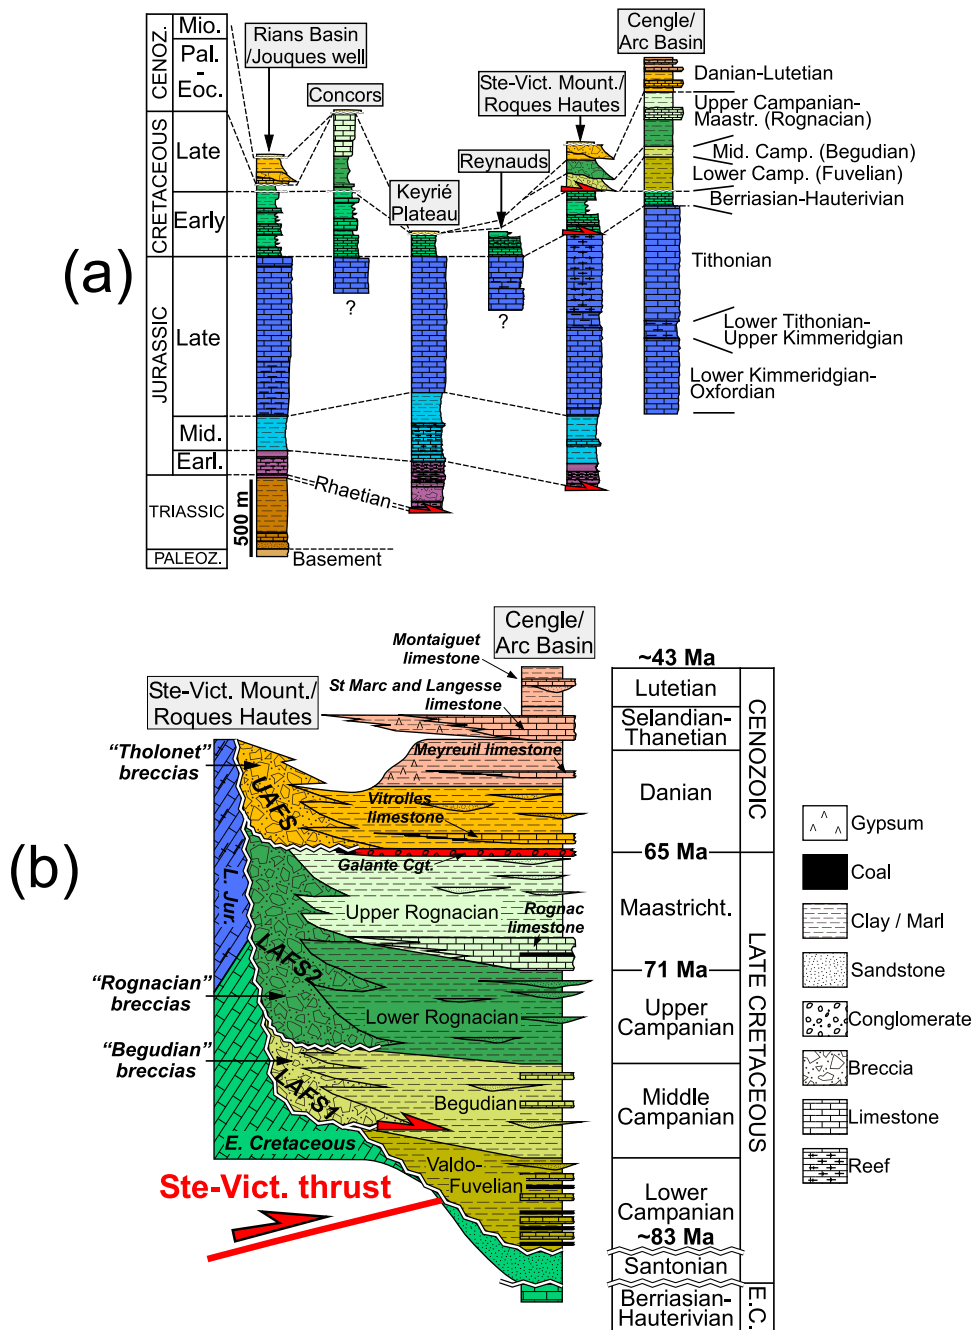 (a)
CENOZ.
Mio.
Pal.
-
Eoc.
CRETACEOUS
Late
Early
JURASSIC
Late
Mid.
Earl.
TRIASSIC
PALEOZ.
500 m
Rians Basin
/Jouques well
Concors
Keyrié
Plateau
Reynauds
Ste-Vict. Mount./
Roques Hautes
Cengle/
Arc Basin
?
?
Rhaetian
Basement
Danian-Lutetian
Upper Campanian-
Maastr. (Rognacian)
Mid. Camp. (Begudian)
Lower Camp. (Fuvelian)
Berriasian-Hauterivian
Tithonian
Lower Tithonian-
Upper Kimmeridgian
Lower Kimmeridgian-
Oxfordian
(b)
Cengle/
Arc Basin
Ste-Vict. Mount./
Roques Hautes
Montaiguet
limestone
St Marc and Langesse
limestone
Meyreuil limestone
"Tholonet"
breccias
UAFS
Vitrolles
limestone
Galante Cgt.
L. Jur.
Upper Rognacian
Rognac
limestone
LAFS2
"Rognacian"
breccias
Lower Rognacian
"Begudian"
breccias
LAFS1
Begudian
E. Cretaceous
Valdo-
Fuvelian
Ste-Vict. thrust
~43 Ma
Lutetian
Selandian-
Thanetian
Danian
65 Ma
Maastricht.
71 Ma
Upper
Campanian
Middle
Campanian
Lower
Campanian
~83 Ma
Santonian
Berriasian-
Hauterivian
CENOZOIC
LATE CRETACEOUS
E.C.
Gypsum
Coal
Clay / Marl
Sandstone
Conglomerate
Breccia
Limestone
Reef